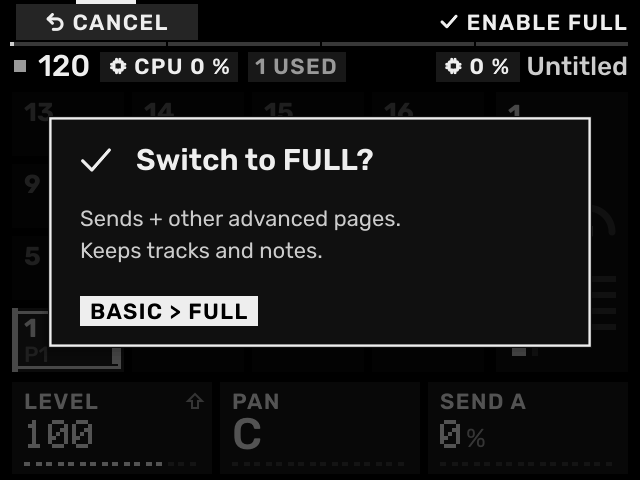 CANCEL
ENABLE FULL
120
CPU 0 %
1 USED
0 %
Untitled
13
14
15
16
1
Switch to FULL?
9
Sends + other advanced pages.
Keeps tracks and notes.
5
BASIC > FULL
1
P1
LEVEL
PAN
SEND A
100
C
0 %